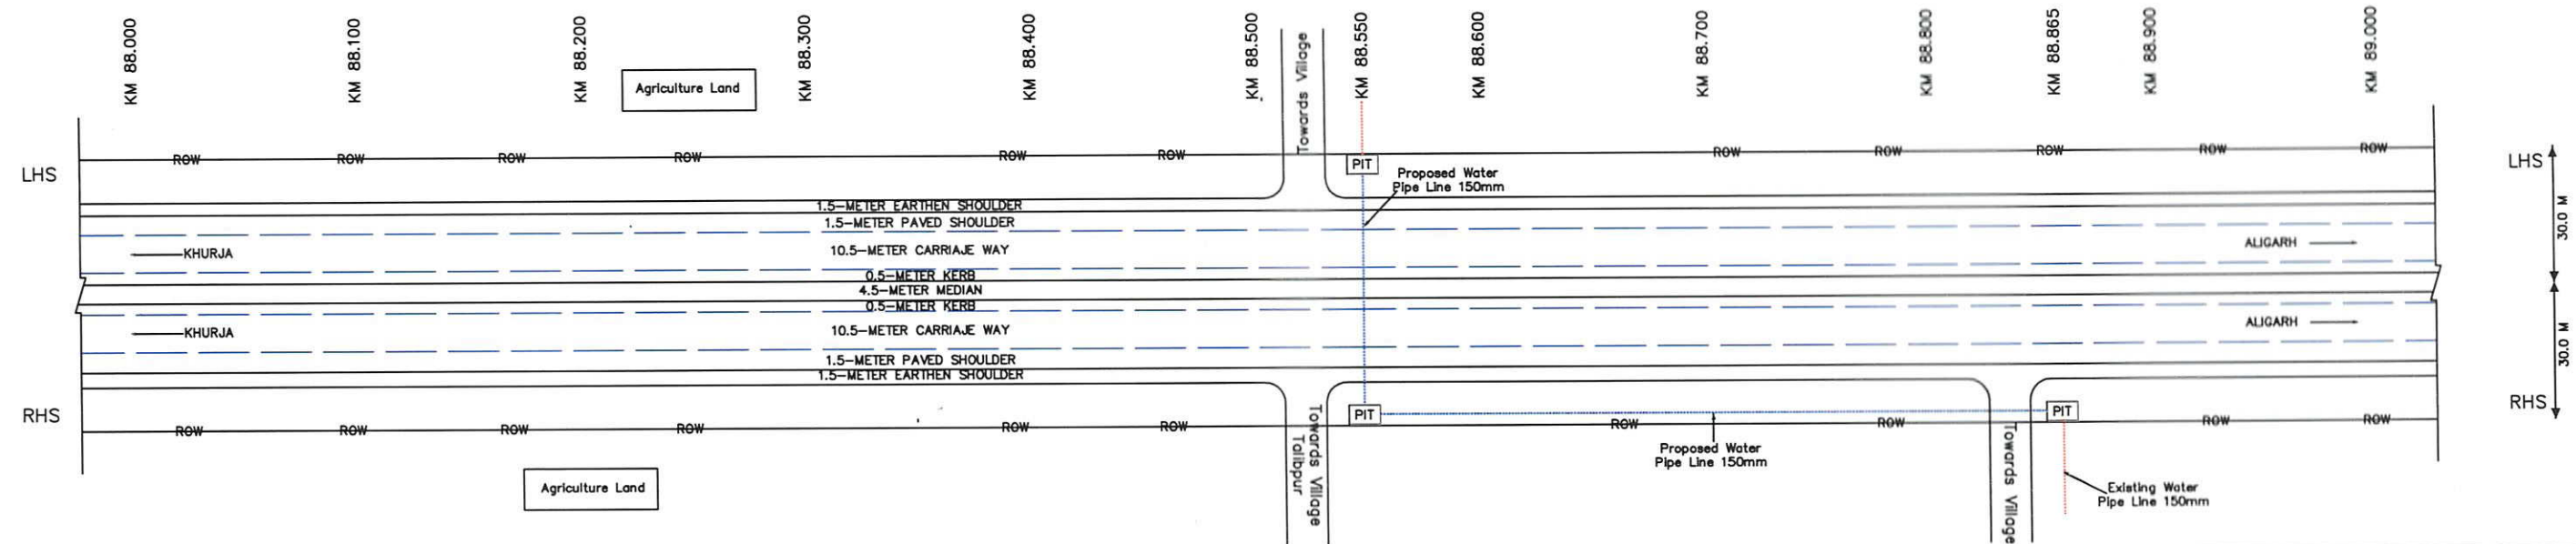 KM 88.000
KM 88.100
KM 88.200
KM 88.300
KM 88.400
KM 88.500
KM 88.550
KM 88.600
KM 88.700
KM 88.800
KM 88.865
KM 88.900
KM 89.000
Agriculture Land
Towards Village
ROW ROW ROW ROW ROW ROW ROW ROW ROW ROW ROW
PIT
LHS
LHS
Proposed Water
Pipe Line 150mm
1.5-METER EARTHEN SHOULDER
1.5-METER PAVED SHOULDER
30.0 M
KHURJA
10.5-METER CARRIAJE WAY
ALIGARH
0.5-METER KERB
4.5-METER MEDIAN
0.5-METER KERB
KHURJA
10.5-METER CARRIAJE WAY
ALIGARH
30.0 M
1.5-METER PAVED SHOULDER
1.5-METER EARTHEN SHOULDER
RHS
RHS
PIT
PIT
ROW ROW ROW ROW ROW ROW ROW ROW ROW ROW
Towards Village
Talibpur
Proposed Water
Pipe Line 150mm
Towards Village
Agriculture Land
Existing Water
Pipe Line 150mm